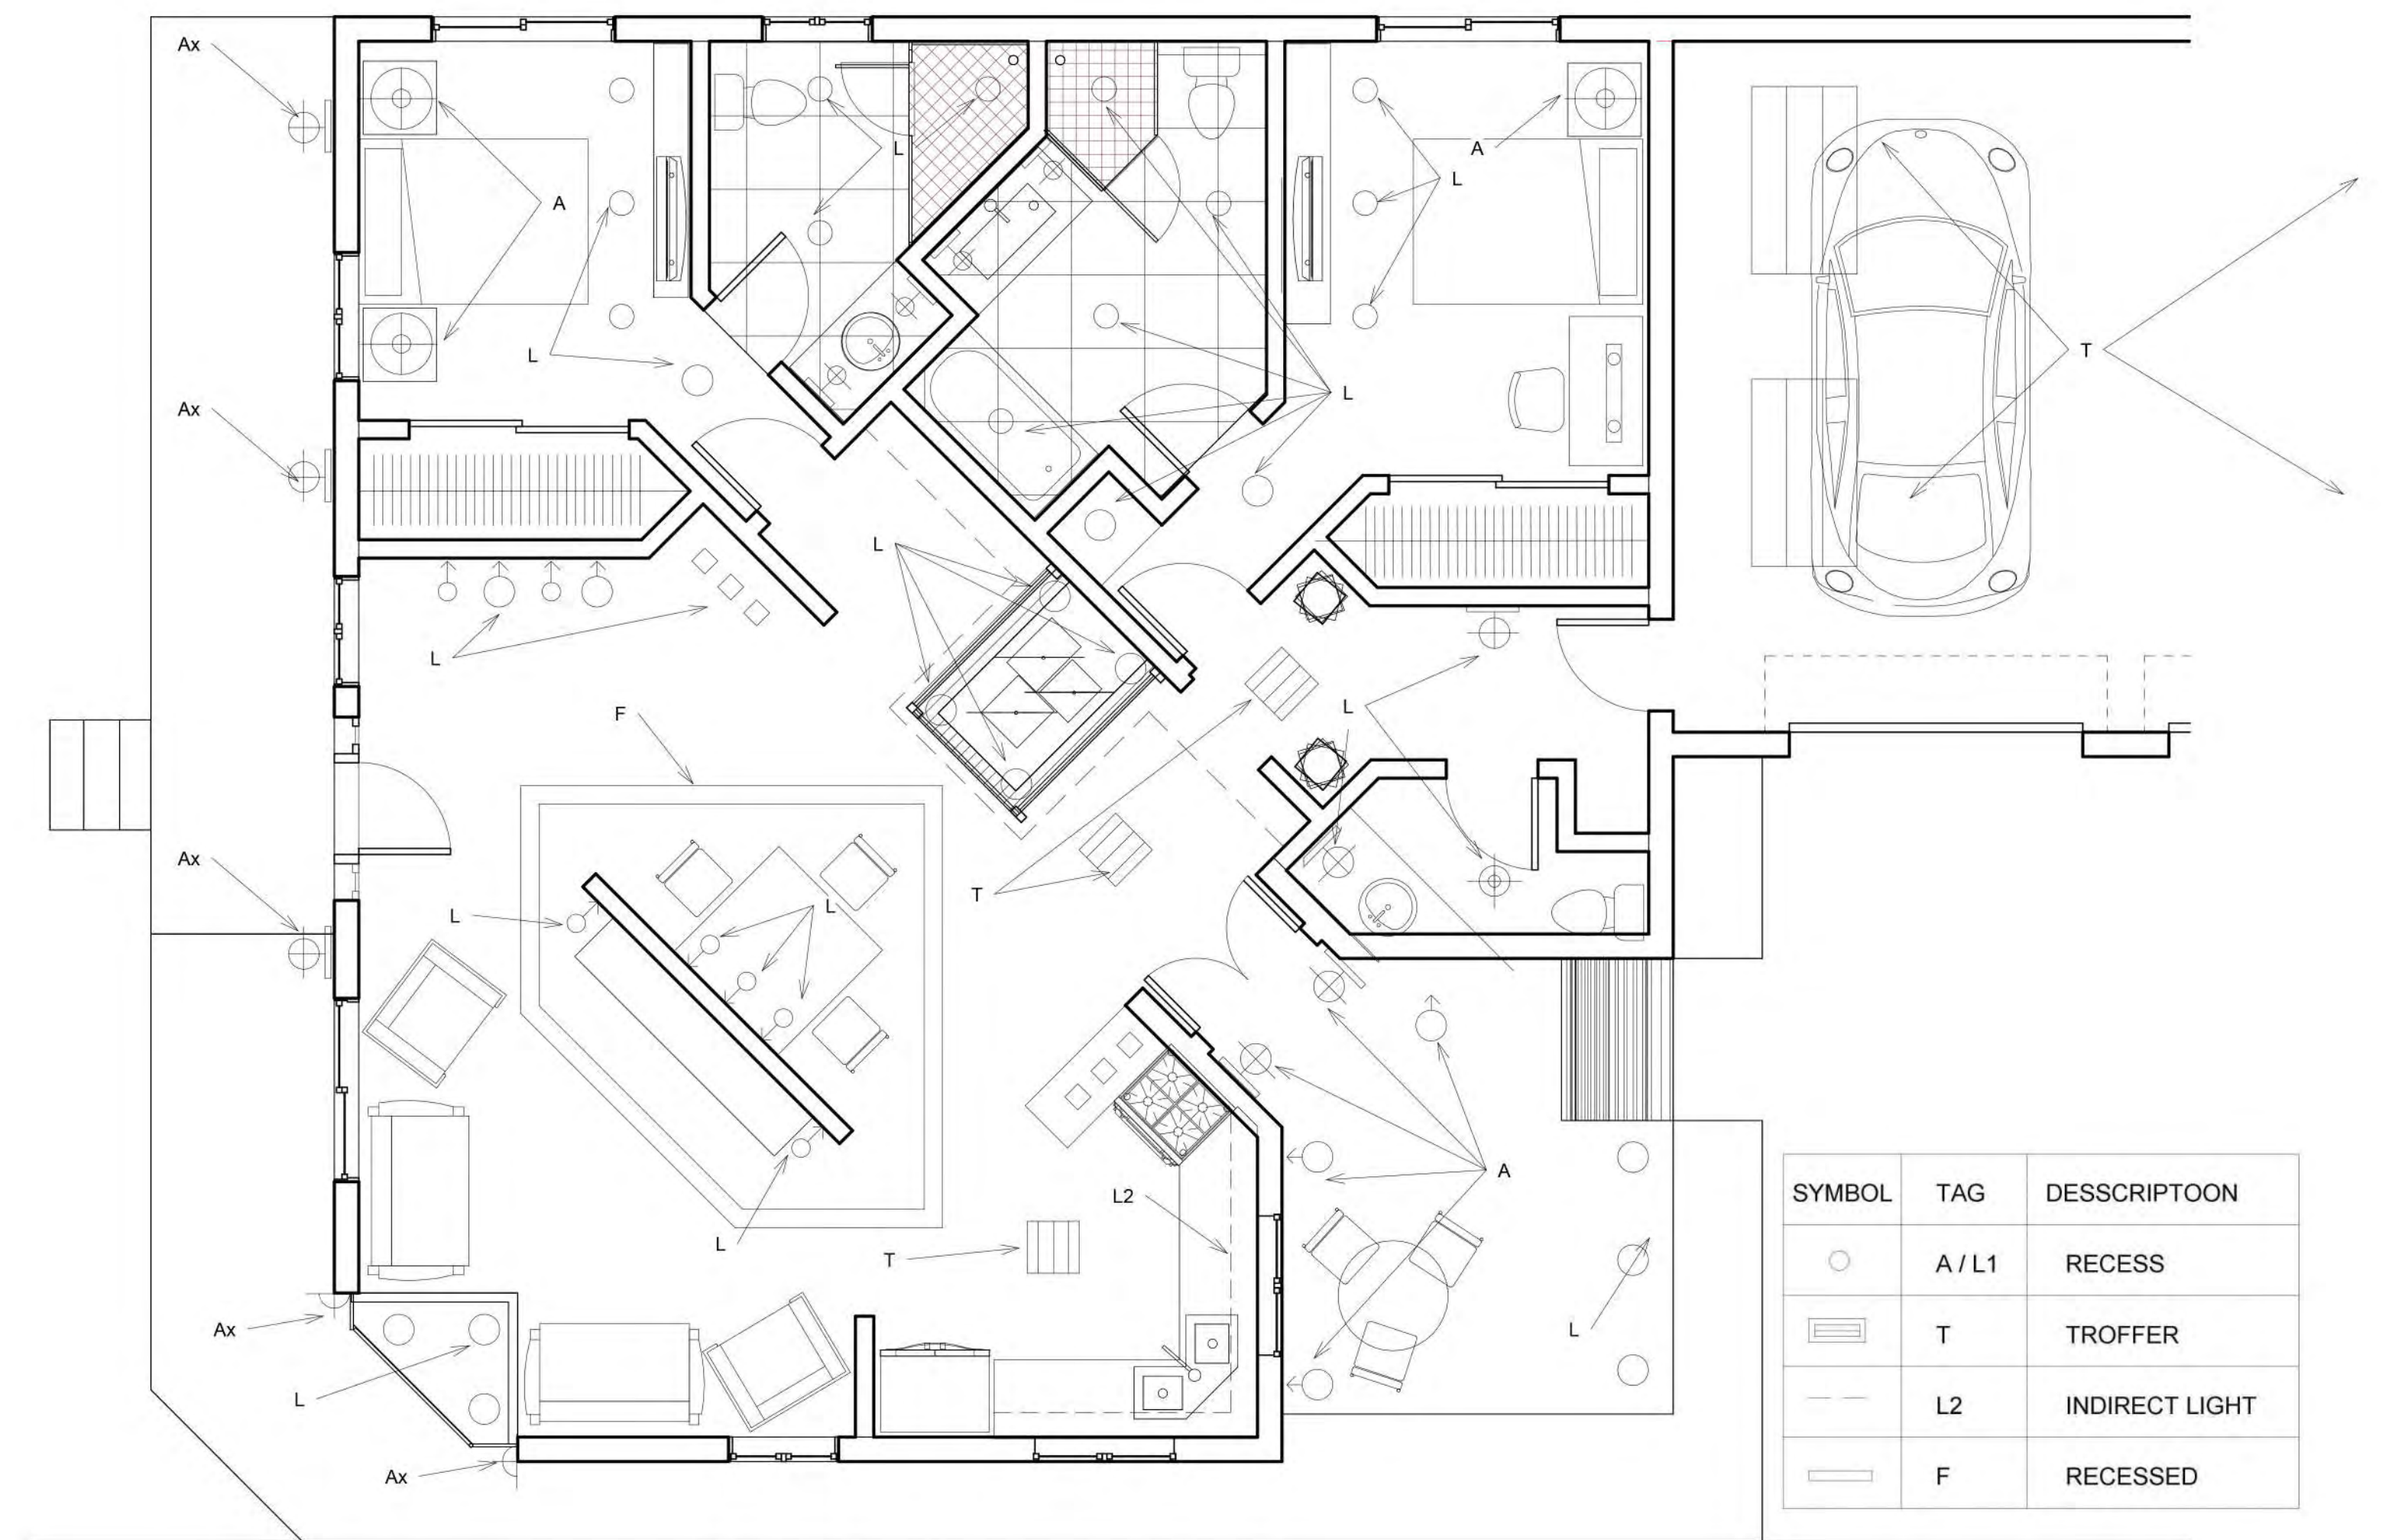 Ax
L
A
A
L
L
T
Ax
L
L
L
L
F
Ax
T
L
L
A
L2
L
T
Ax
L
L
Ax
SYMBOL TAG DESSCRIPTOON
A / L1 RECESS
T TROFFER
L2 INDIRECT LIGHT
F RECESSED